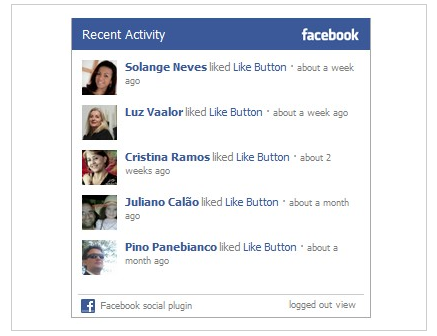 Recent Activity facebook
Solange Neves liked Like Button · about a week
ago
Luz Vaalor liked Like Button · about a week ago
Cristina Ramos liked Like Button · about 2
weeks ago
Juliano Calão liked Like Button · about a month
ago
Pino Panebianco liked Like Button · about a
month ago
f Facebook social plugin logged out view